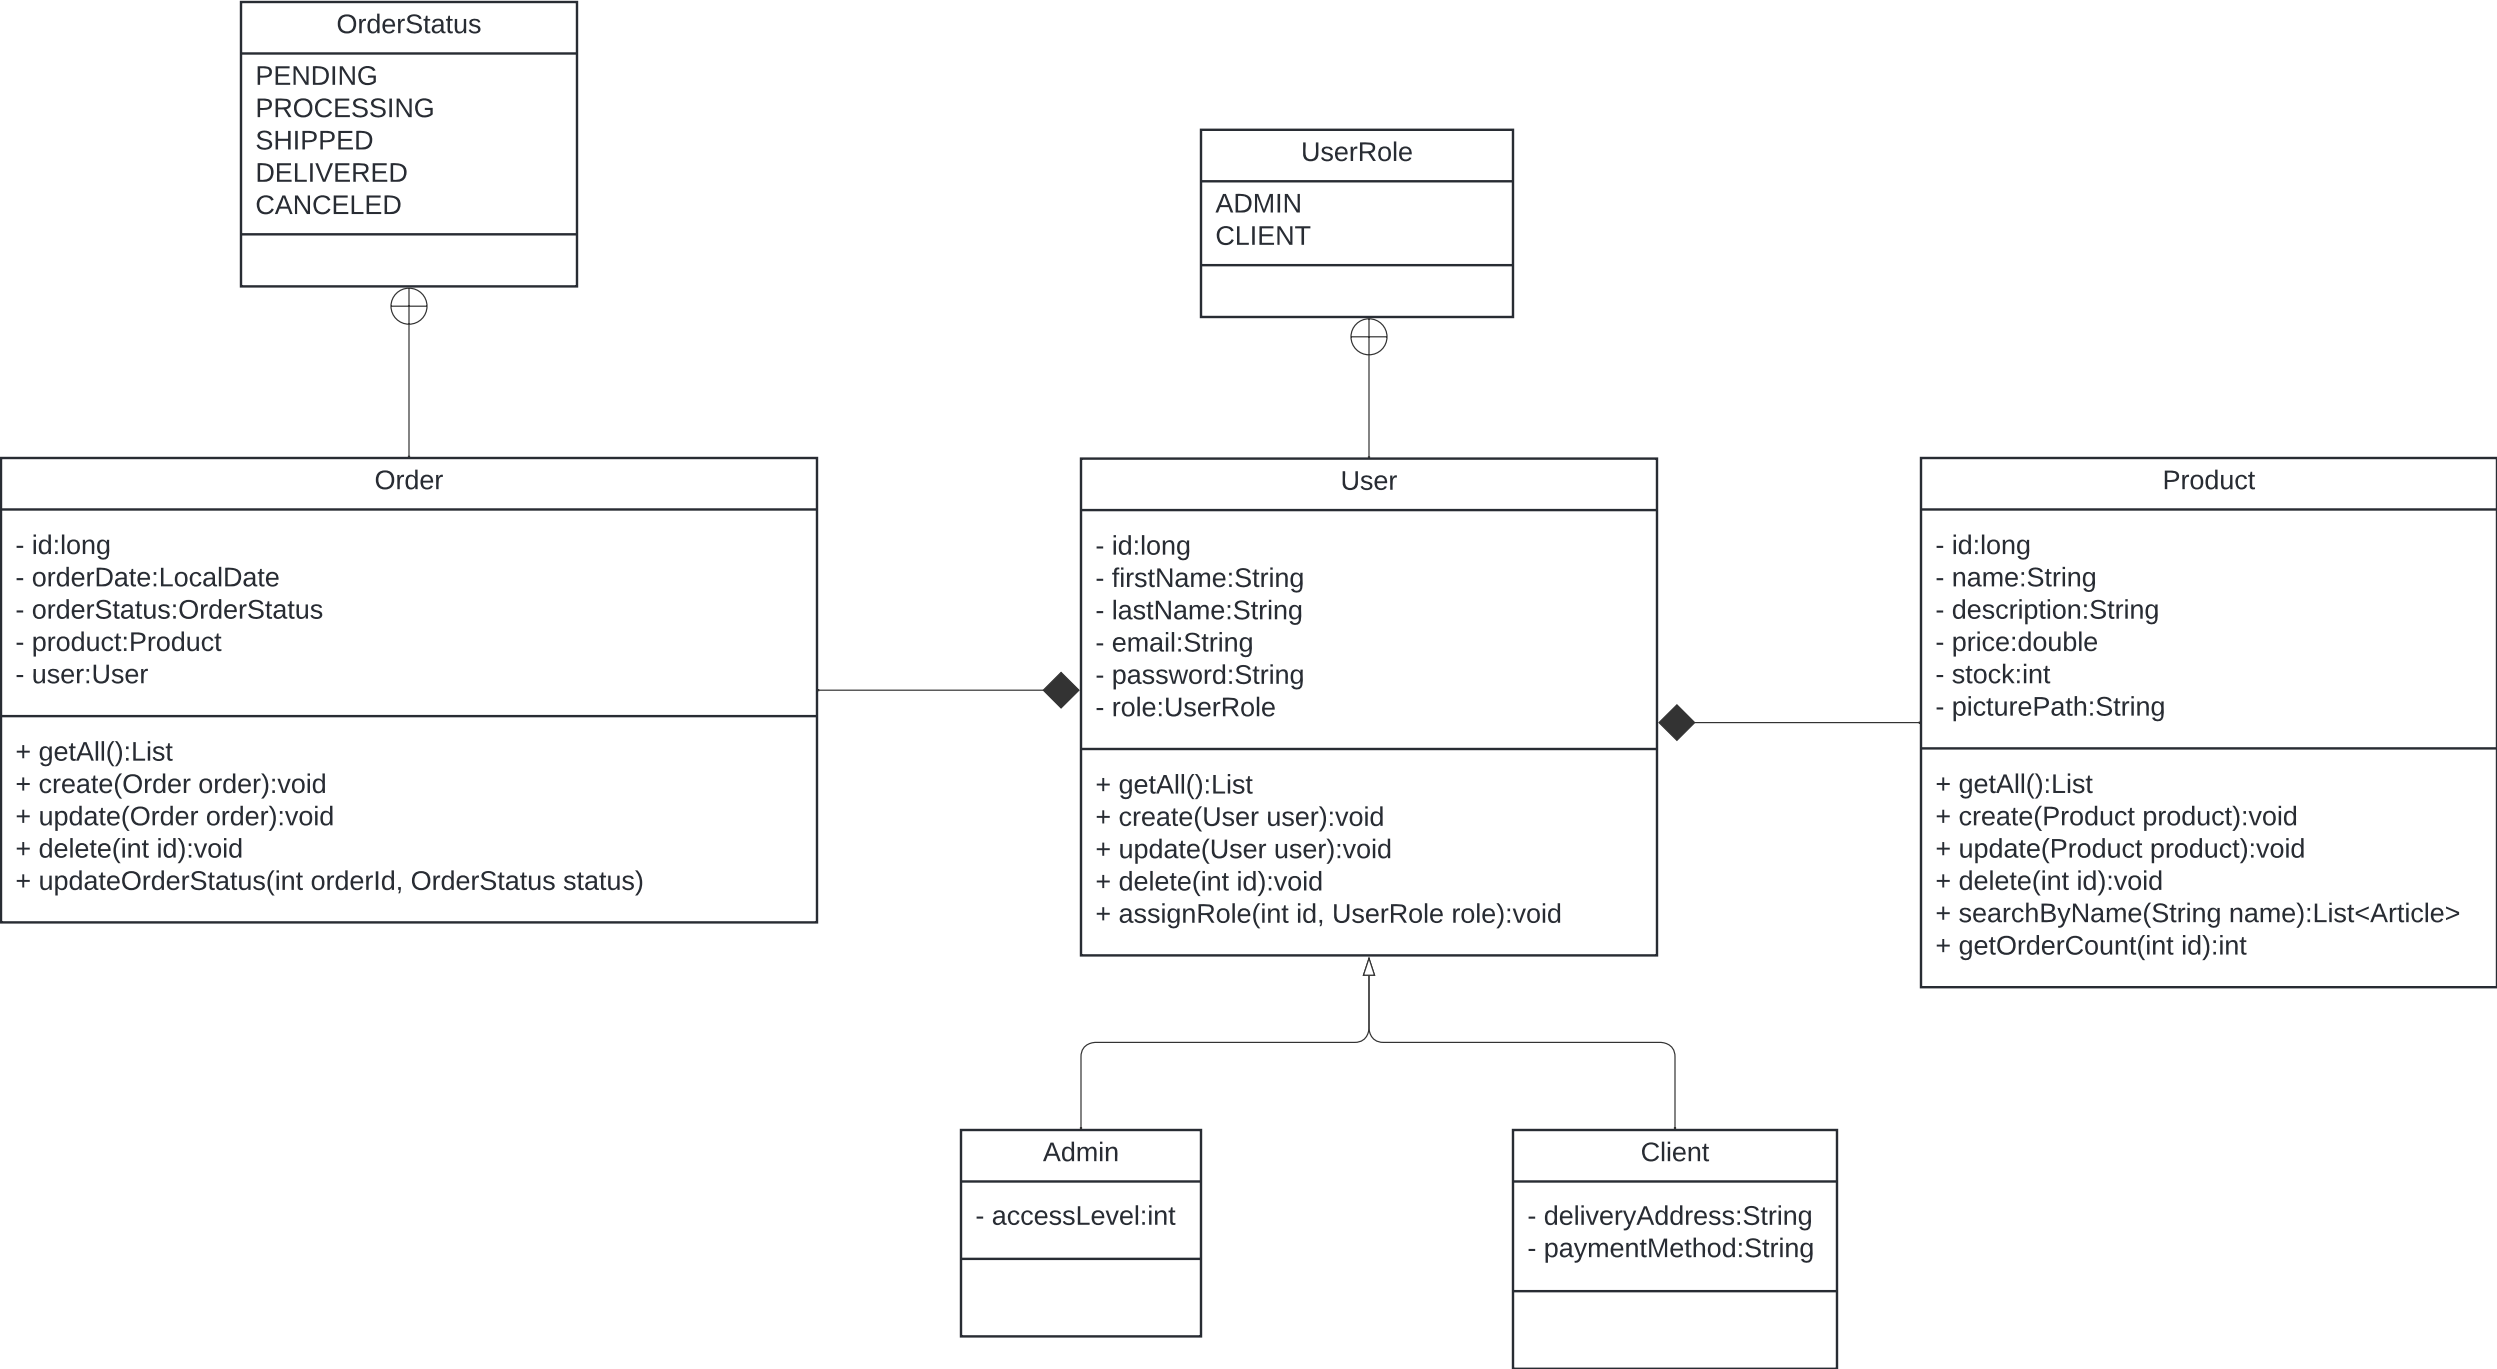 OrderStatus
PENDING
PROCESSING
SHIPPED
DELIVERED
CANCELED
UserRole
ADMIN
CLIENT
Order
- id:long
- orderDate:LocalDate
- orderStatus:OrderStatus
- product:Product
- user:User
+ getAll():List
+ create(Order order):void
+ update(Order order):void
+ delete(int id):void
+ updateOrderStatus(int orderId, OrderStatus status)
User
- id:long
- firstName:String
- lastName:String
- email:String
- password:String
- role:UserRole
+ getAll():List
+ create(User user):void
+ update(User user):void
+ delete(int id):void
+ assignRole(int id, UserRole role):void
Product
- id:long
- name:String
- description:String
- price:double
- stock:int
- picturePath:String
+ getAll():List
+ create(Product product):void
+ update(Product product):void
+ delete(int id):void
+ searchByName(String name):List<Article>
+ getOrderCount(int id):int
Admin
- accessLevel:int
Client
- deliveryAddress:String
- paymentMethod:String